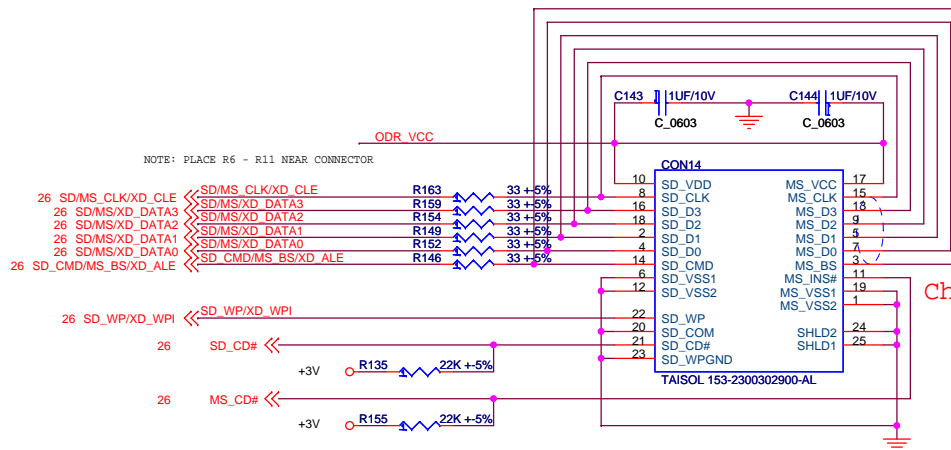 C143 1UF/10V C144 1UF/10V
C_0603 C_0603
ODR_VCC
NOTE: PLACE R6 - R11 NEAR CONNECTOR
CON14
10 SD_VDD MS_VCC 17
26 SD/MS_CLK/XD_CLE SD/MS_CLK/XD_CLE R163 33 +-5% 8 SD_CLK MS_CLK 15
26 SD/MS/XD_DATA3 SD/MS/XD_DATA3 R159 33 +-5% 16 SD_D3 MS_D3 18
26 SD/MS/XD_DATA2 SD/MS/XD_DATA2 R154 33 +-5% 18 SD_D2 MS_D2 9
26 SD/MS/XD_DATA1 SD/MS/XD_DATA1 R149 33 +-5% 2 SD_D1 MS_D1 5
26 SD/MS/XD_DATA0 SD/MS/XD_DATA0 R152 33 +-5% 4 SD_D0 MS_D0 7
26 SD_CMD/MS_BS/XD_ALE SD_CMD/MS_BS/XD_ALE R146 33 +-5% 14 SD_CMD MS_BS 3
6 SD_VSS1 MS_INS# 11
12 SD_VSS2 MS_VSS1 19
MS_VSS2 1
Ch
26 SD_WP/XD_WPI SD_WP/XD_WPI 22 SD_WP
20 SD_COM SHLD2 24
26 SD_CD# 21 SD_CD# SHLD1 25
23 SD_WPGND
+3V R135 22K +-5%
TAISOL 153-2300302900-AL
26 MS_CD#
+3V R155 22K +-5%